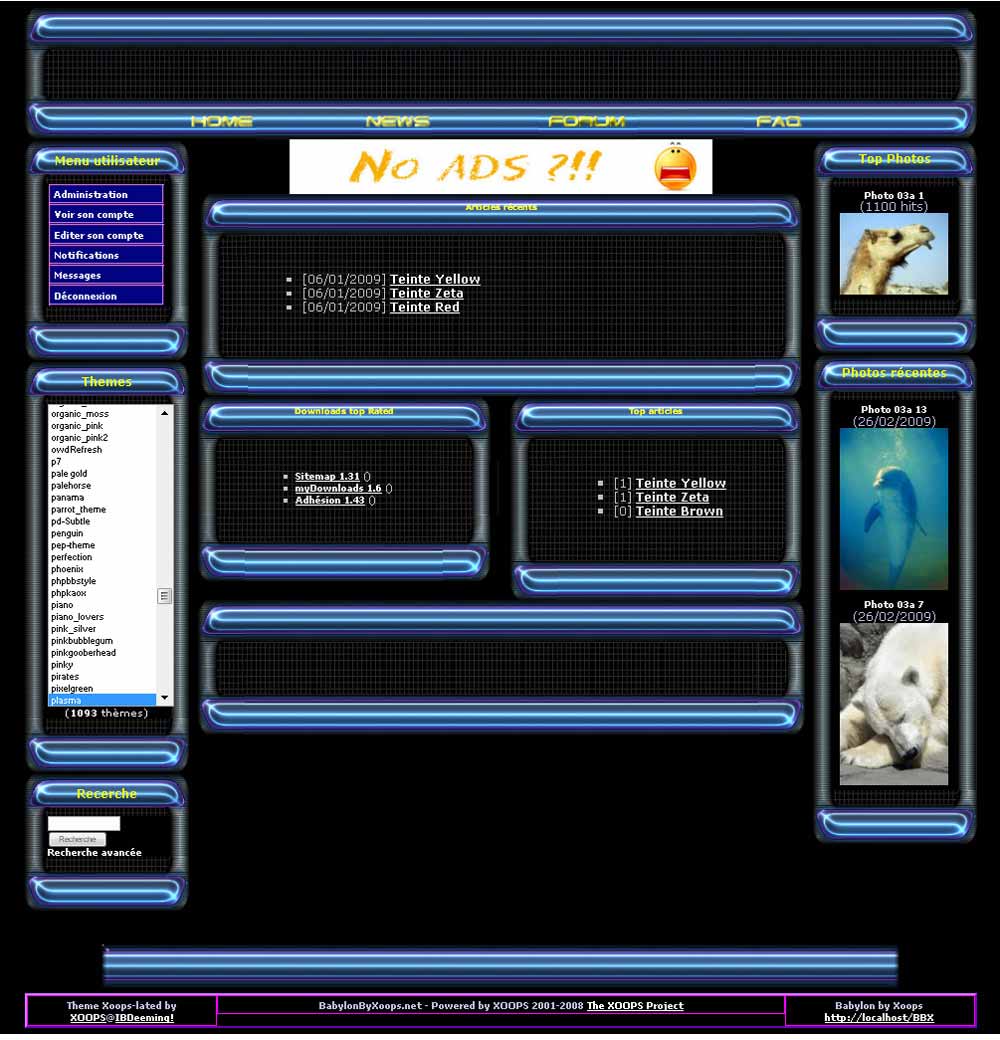 HOME NEWS FORUM FAQ
No ADS ?!!
Menu utilisateur
Administration
Voir son compte
Editer son compte
Notifications
Messages
Déconnexion
Themes
organic_moss
organic_pink
organic_pink2
owdRefresh
p7
pale gold
palehorse
panama
parrot_theme
pd-Subtle
penguin
pep-theme
perfection
phoenix
phpbbstyle
phpkaox
piano
piano_lovers
pink_silver
pinkbubblegum
pinkgooberhead
pinky
pirates
pixelgreen
plasma
(1093 thèmes)
Recerche
Recherche
Recherche avancée
Articles récents
[06/01/2009] Teinte Yellow
[06/01/2009] Teinte Zeta
[06/01/2009] Teinte Red
Downloads top Rated
Sitemap 1.31 ()
myDownloads 1.6 ()
Adhésion 1.43 ()
Top articles
[1] Teinte Yellow
[1] Teinte Zeta
[0] Teinte Brown
Top Photos
Photo 03a 1
(1100 hits)
Photos récentes
Photo 03a 13
(26/02/2009)
Photo 03a 7
(26/02/2009)
Theme Xoops-lated by
XOOPS@IBDeeming!
BabylonByXoops.net - Powered by XOOPS 2001-2008 The XOOPS Project
Babylon by Xoops
http://localhost/BBX